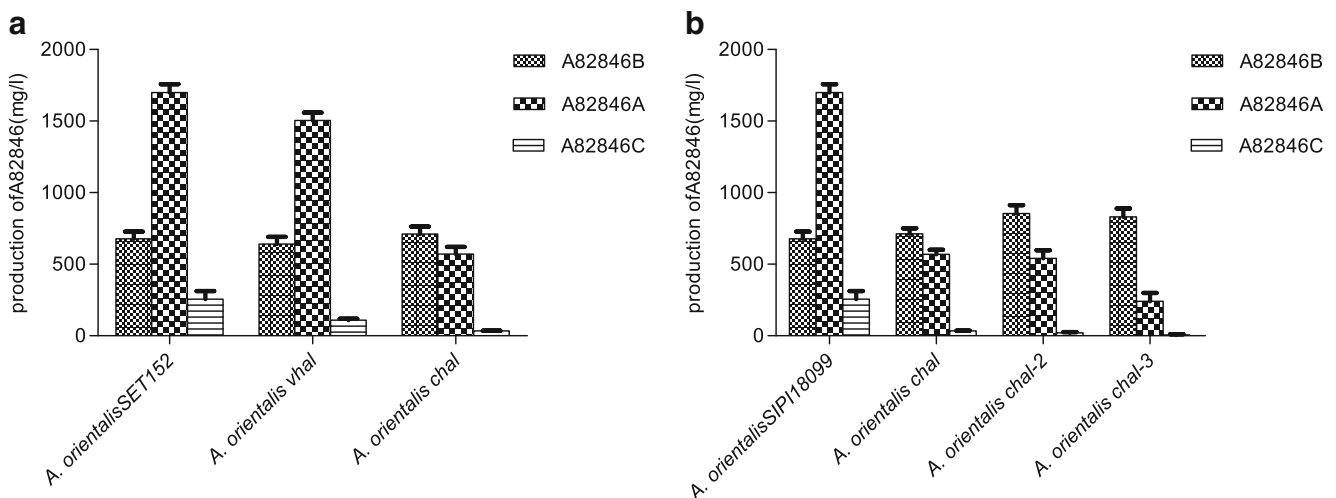 a
production ofA82846(mg/l)
2000
1500
1000
500
0
A82846B
A82846A
A82846C
A. orientalisSET152
A. orientalis vhal
A. orientalis chal
b
production ofA82846(mg/l)
2000
1500
1000
500
0
A82846B
A82846A
A82846C
A. orientalisSIPI18099
A. orientalis chal
A. orientalis chal-2
A. orientalis chal-3